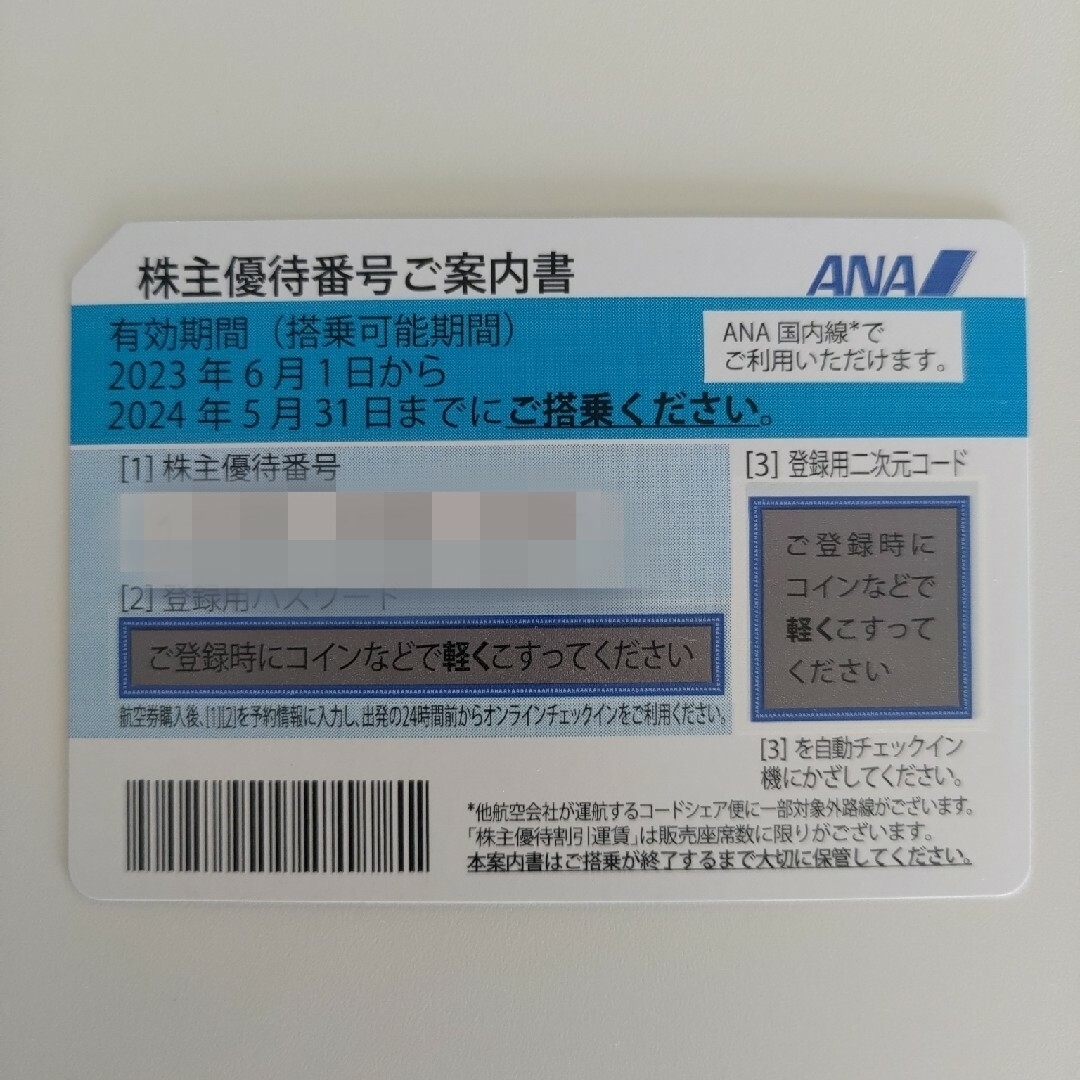 株主優待番号ご案内書
ANA
有効期間（搭乗可能期間）
2023 年 6 月 1 日から
2024 年 5 月 31 日までにご搭乗ください。
ANA 国内線*で
ご利用いただけます。
[1] 株主優待番号
[2] 登録用パスワード
ご登録時にコインなどで軽くこすってください
航空券購入後、[1][2]を予約情報に入力し、出発の24時間前からオンラインチェックインをご利用ください。
[3] 登録用二次元コード
ご登録時に
コインなどで
軽くこすって
ください
[3] を自動チェックイン
機にかざしてください。
*他航空会社が運航するコードシェア便に一部対象外路線がございます。
「株主優待割引運賃」は販売座席数に限りがございます。
本案内書はご搭乗が終了するまで大切に保管してください。